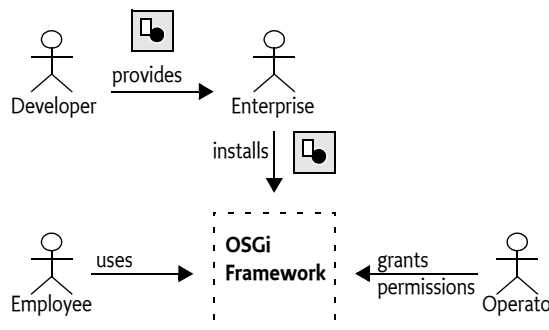 provides
Developer
Enterprise
installs
OSGi
Framework
uses
Employee
grants
permissions
Operato